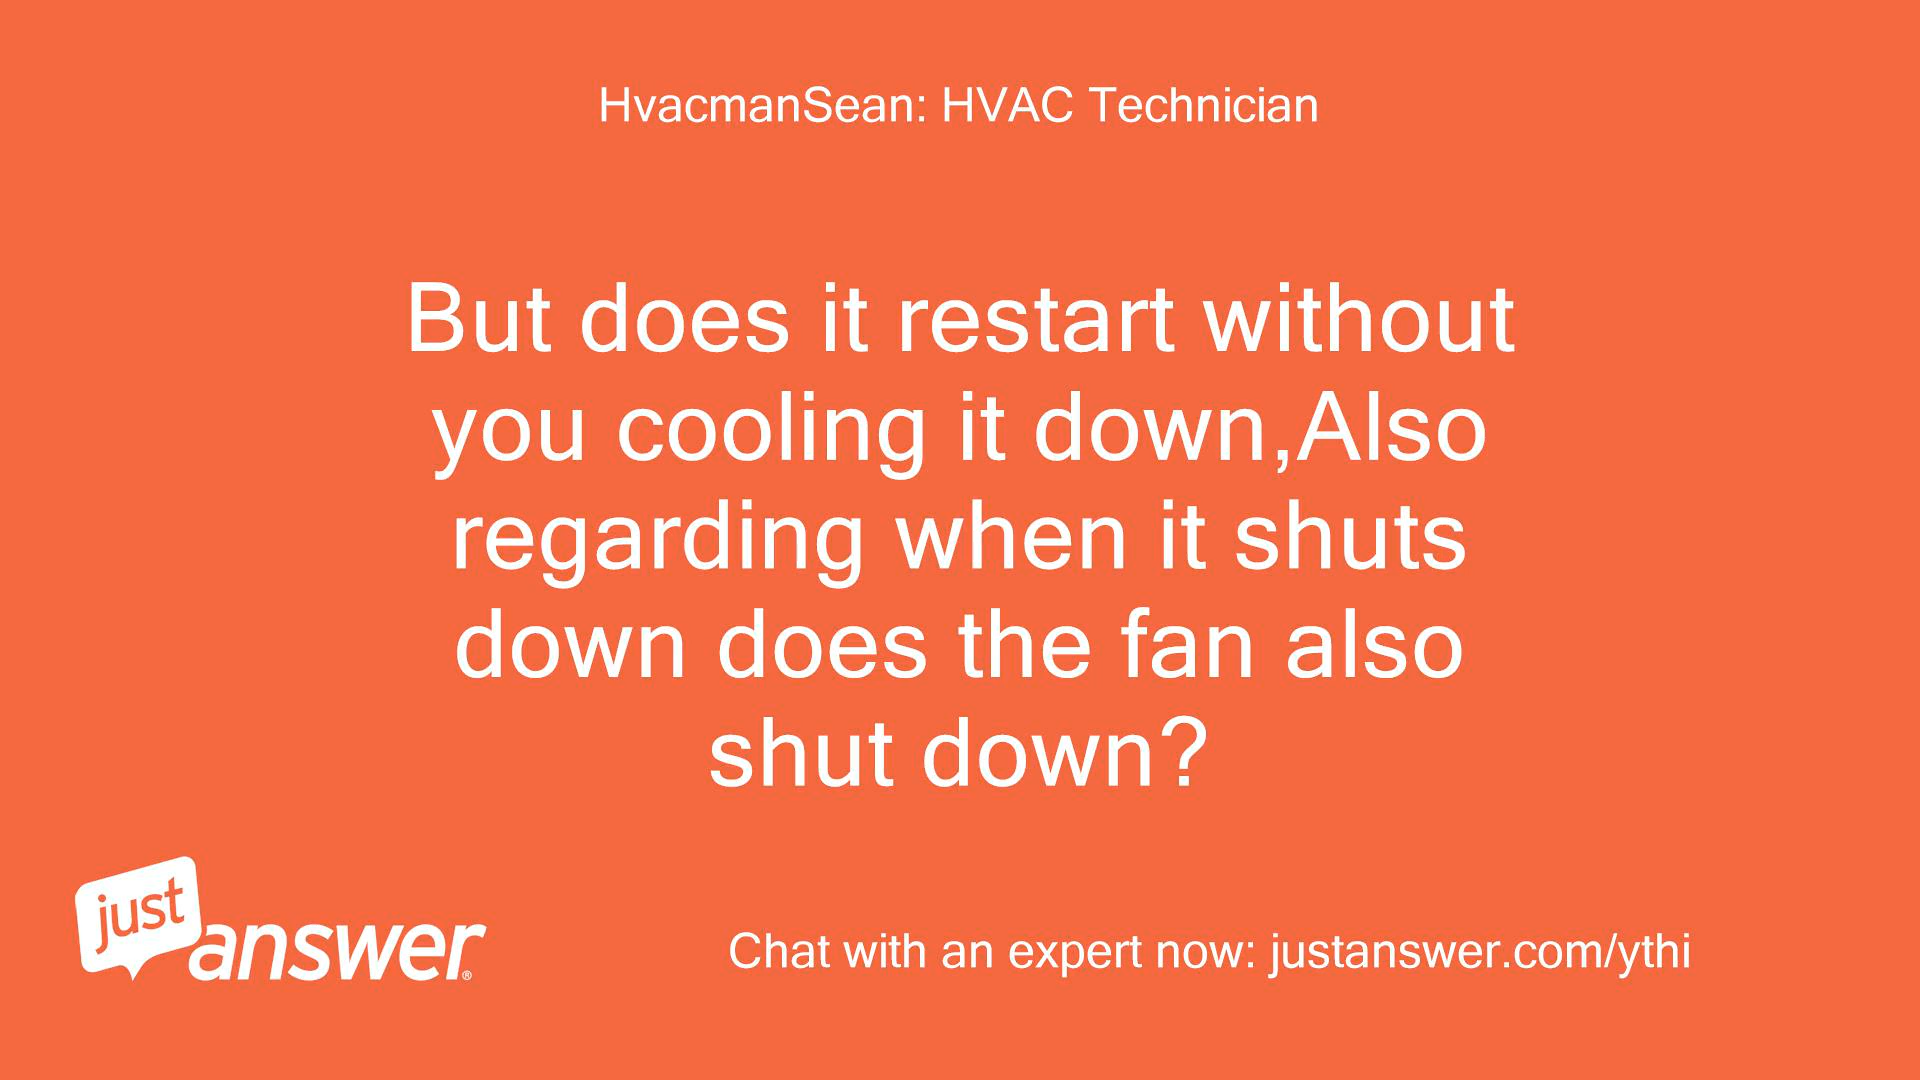 HvacmanSean: HVAC Technician
But does it restart without
you cooling it down,Also
regarding when it shuts
down does the fan also
shut down?
just
answer®
Chat with an expert now: justanswer.com/ythi